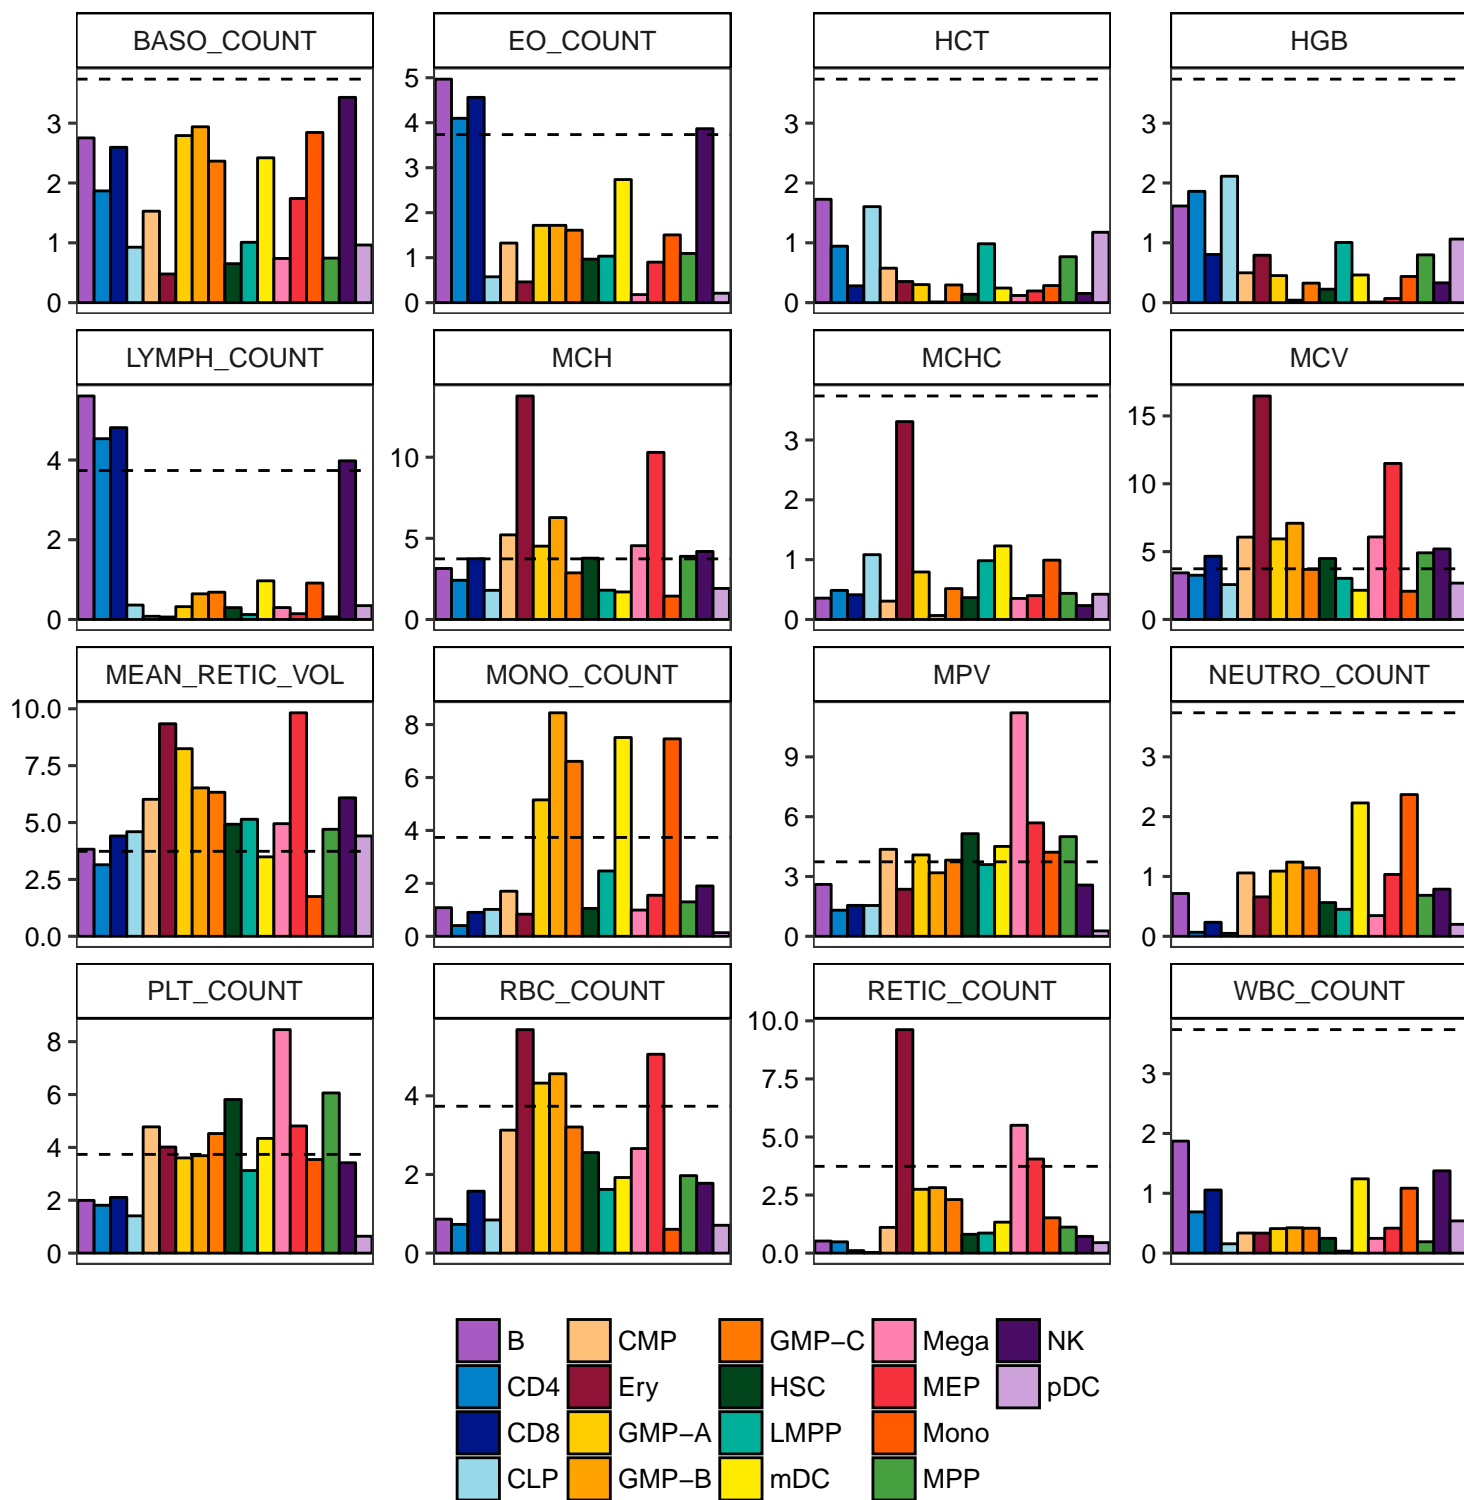 BASO_COUNT EO_COUNT HCT HGB
3 2 1 0
5 4 3 2 1 0
3 2 1 0
3 2 1 0
LYMPH_COUNT MCH MCHC MCV
4 2 0
10 5 0
3 2 1 0
15 10 5 0
MEAN_RETIC_VOL MONO_COUNT MPV NEUTRO_COUNT
10.0 7.5 5.0 2.5 0.0
8 6 4 2 0
9 6 3 0
3 2 1 0
PLT_COUNT RBC_COUNT RETIC_COUNT WBC_COUNT
8 6 4 2 0
4 2 0
10.0 7.5 5.0 2.5 0.0
3 2 1 0
B CMP GMP−C Mega NK
CD4 Ery HSC MEP pDC
CD8 GMP−A LMPP Mono
CLP GMP−B mDC MPP